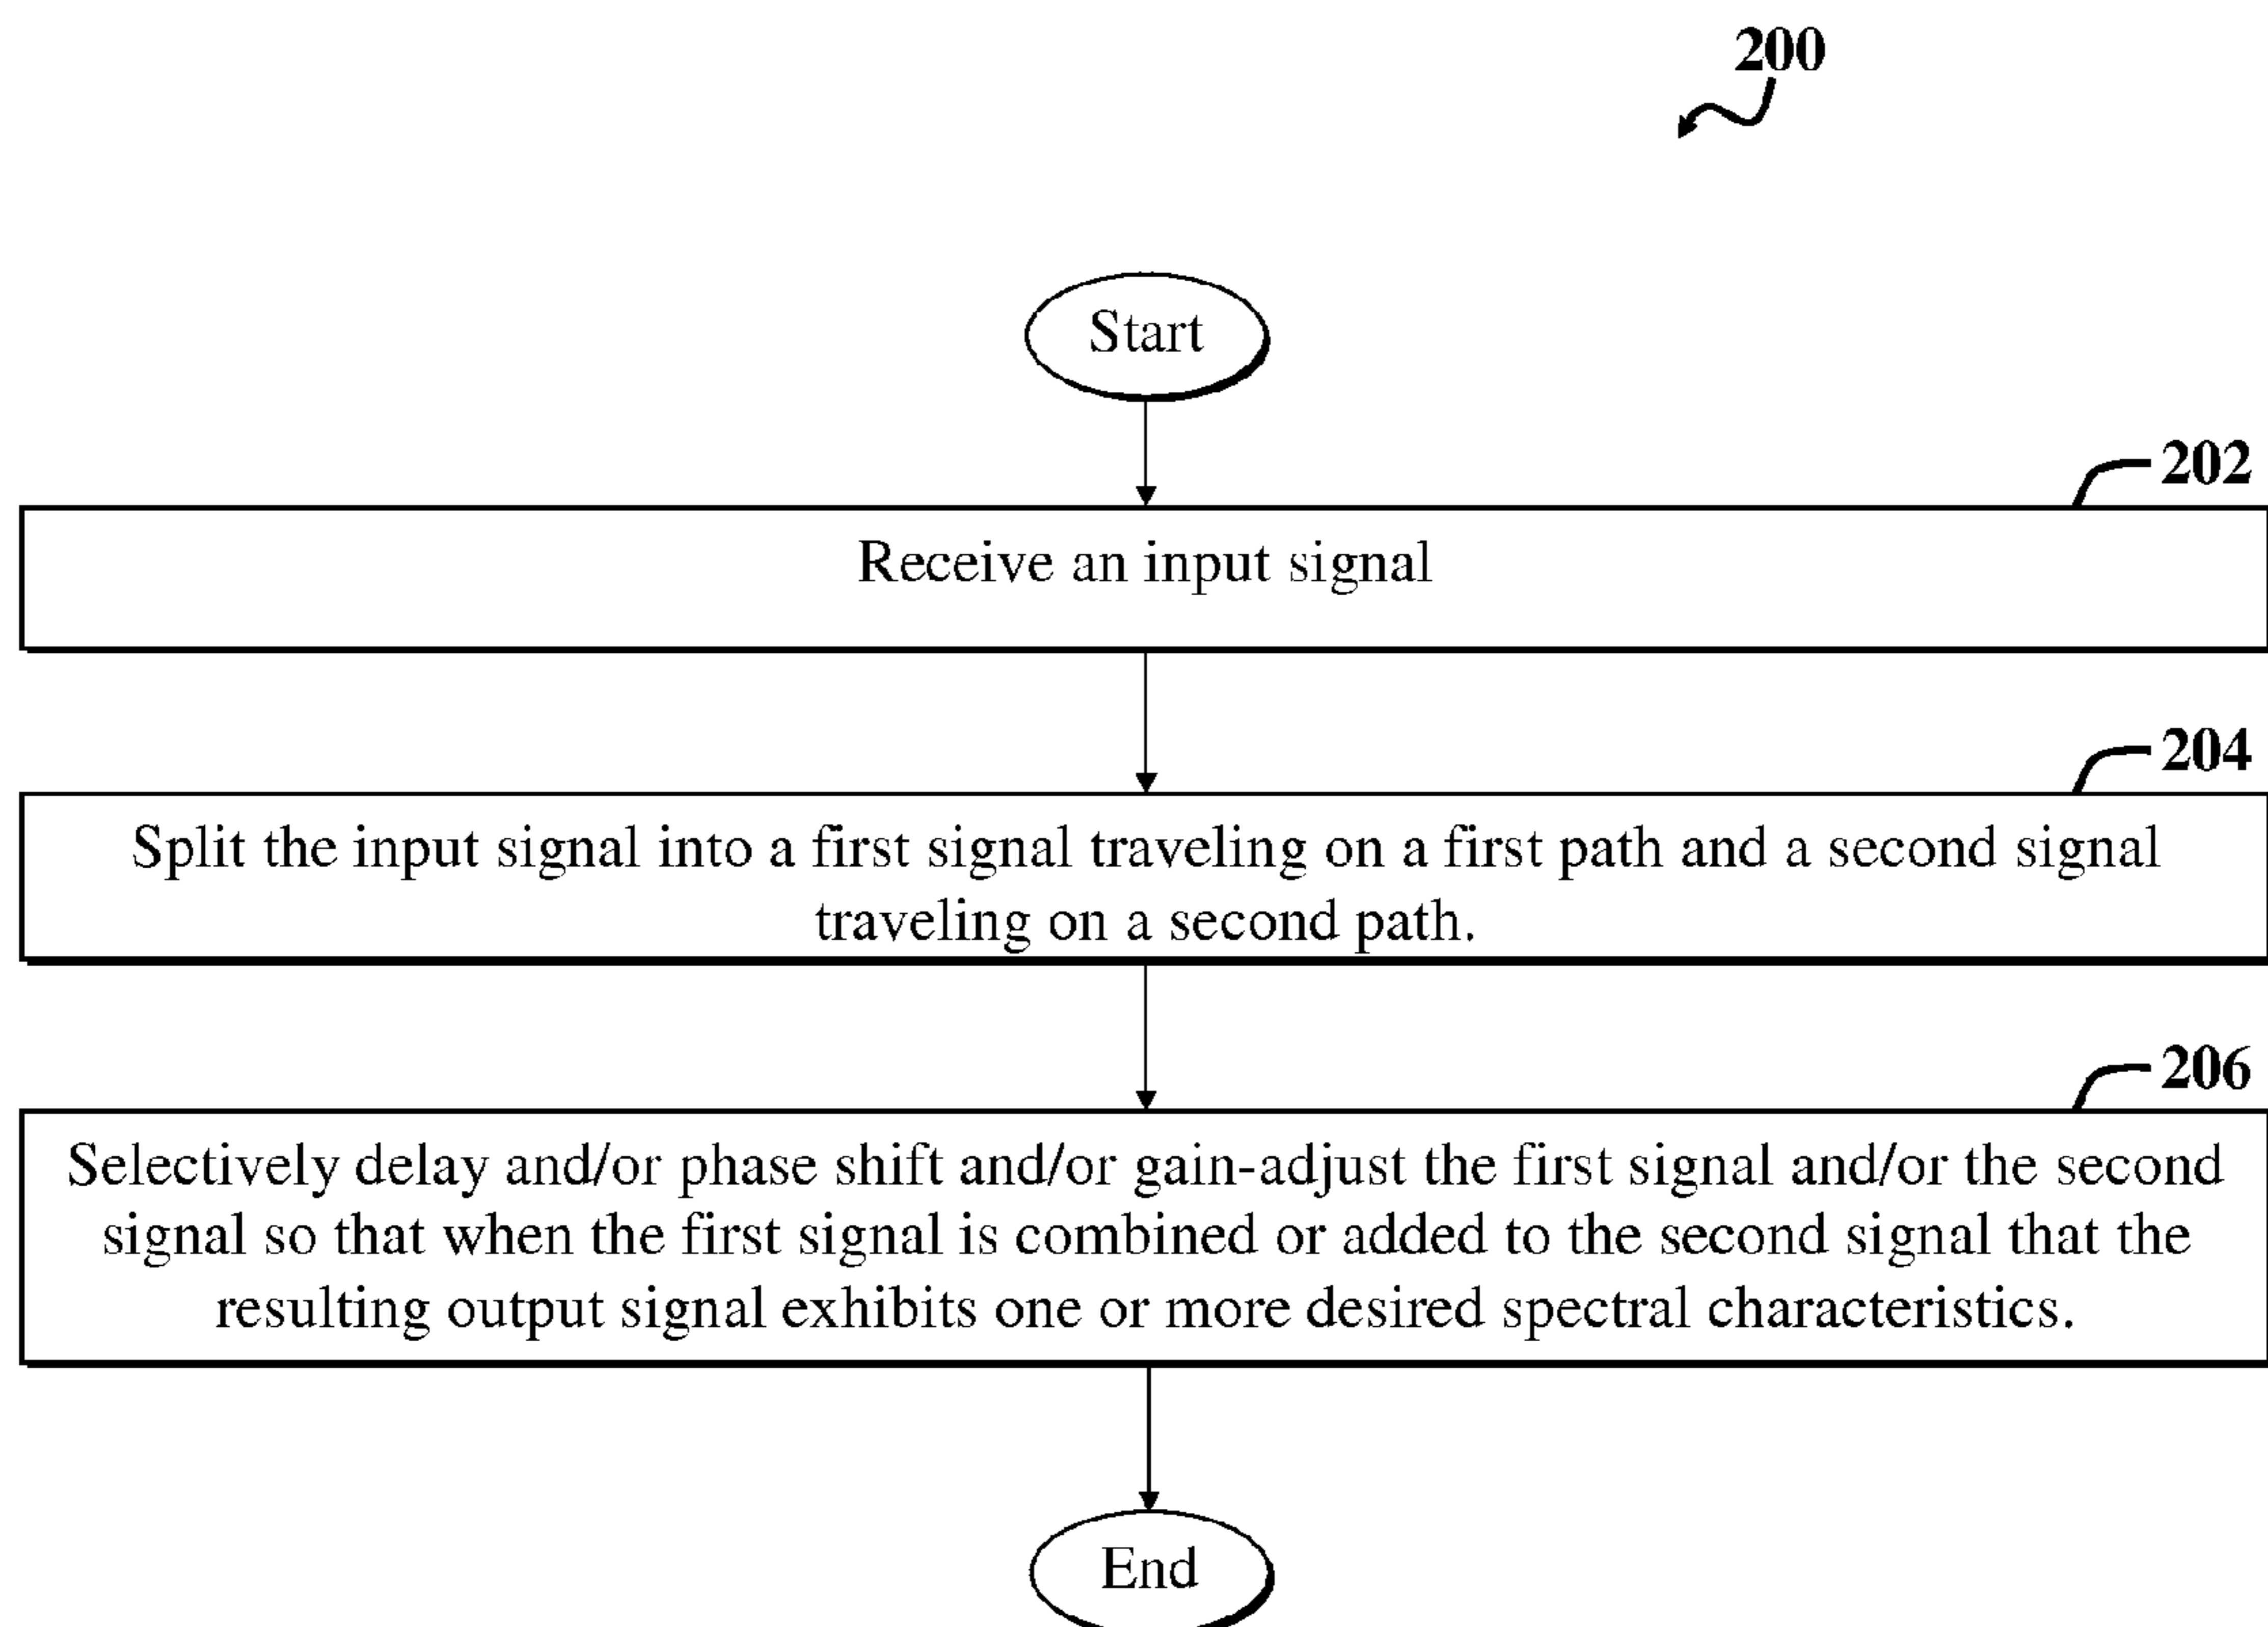 200
Start
202
Receive an input signal
204
Split the input signal into a first signal traveling on a first path and a second signal
traveling on a second path.
206
Selectively delay and/or phase shift and/or gain-adjust the first signal and/or the second
signal so that when the first signal is combined or added to the second signal that the
resulting output signal exhibits one or more desired spectral characteristics.
End